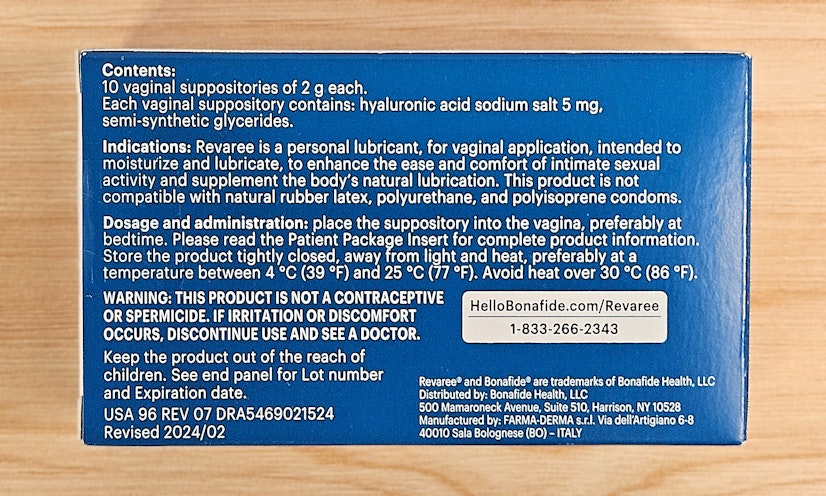 Contents:
10 vaginal suppositories of 2 g each.
Each vaginal suppository contains: hyaluronic acid sodium salt 5 mg,
semi-synthetic glycerides.
Indications: Revaree is a personal lubricant, for vaginal application, intended to
moisturize and lubricate, to enhance the ease and comfort of intimate sexual
activity and supplement the body's natural lubrication. This product is not
compatible with natural rubber latex, polyurethane, and polyisoprene condoms.
Dosage and administration: place the suppository into the vagina, preferably at
bedtime. Please read the Patient Package Insert for complete product information.
Store the product tightly closed, away from light and heat, preferably at a
temperature between 4 °C (39 °F) and 25 °C (77 °F). Avoid heat over 30 °C (86 °F).
WARNING: THIS PRODUCT IS NOT A CONTRACEPTIVE
OR SPERMICIDE. IF IRRITATION OR DISCOMFORT
OCCURS, DISCONTINUE USE AND SEE A DOCTOR.
HelloBonafide.com/Revaree
1-833-266-2343
Keep the product out of the reach of
children. See end panel for Lot number
and Expiration date.
USA 96 REV 07 DRA5469021524
Revised 2024/02
Revaree® and Bonafide® are trademarks of Bonafide Health, LLC
Distributed by: Bonafide Health, LLC
500 Mamaroneck Avenue, Suite 510, Harrison, NY 10528
Manufactured by: FARMA-DERMA s.r.l. Via dell'Artigiano 6-8
40010 Sala Bolognese (BO) – ITALY